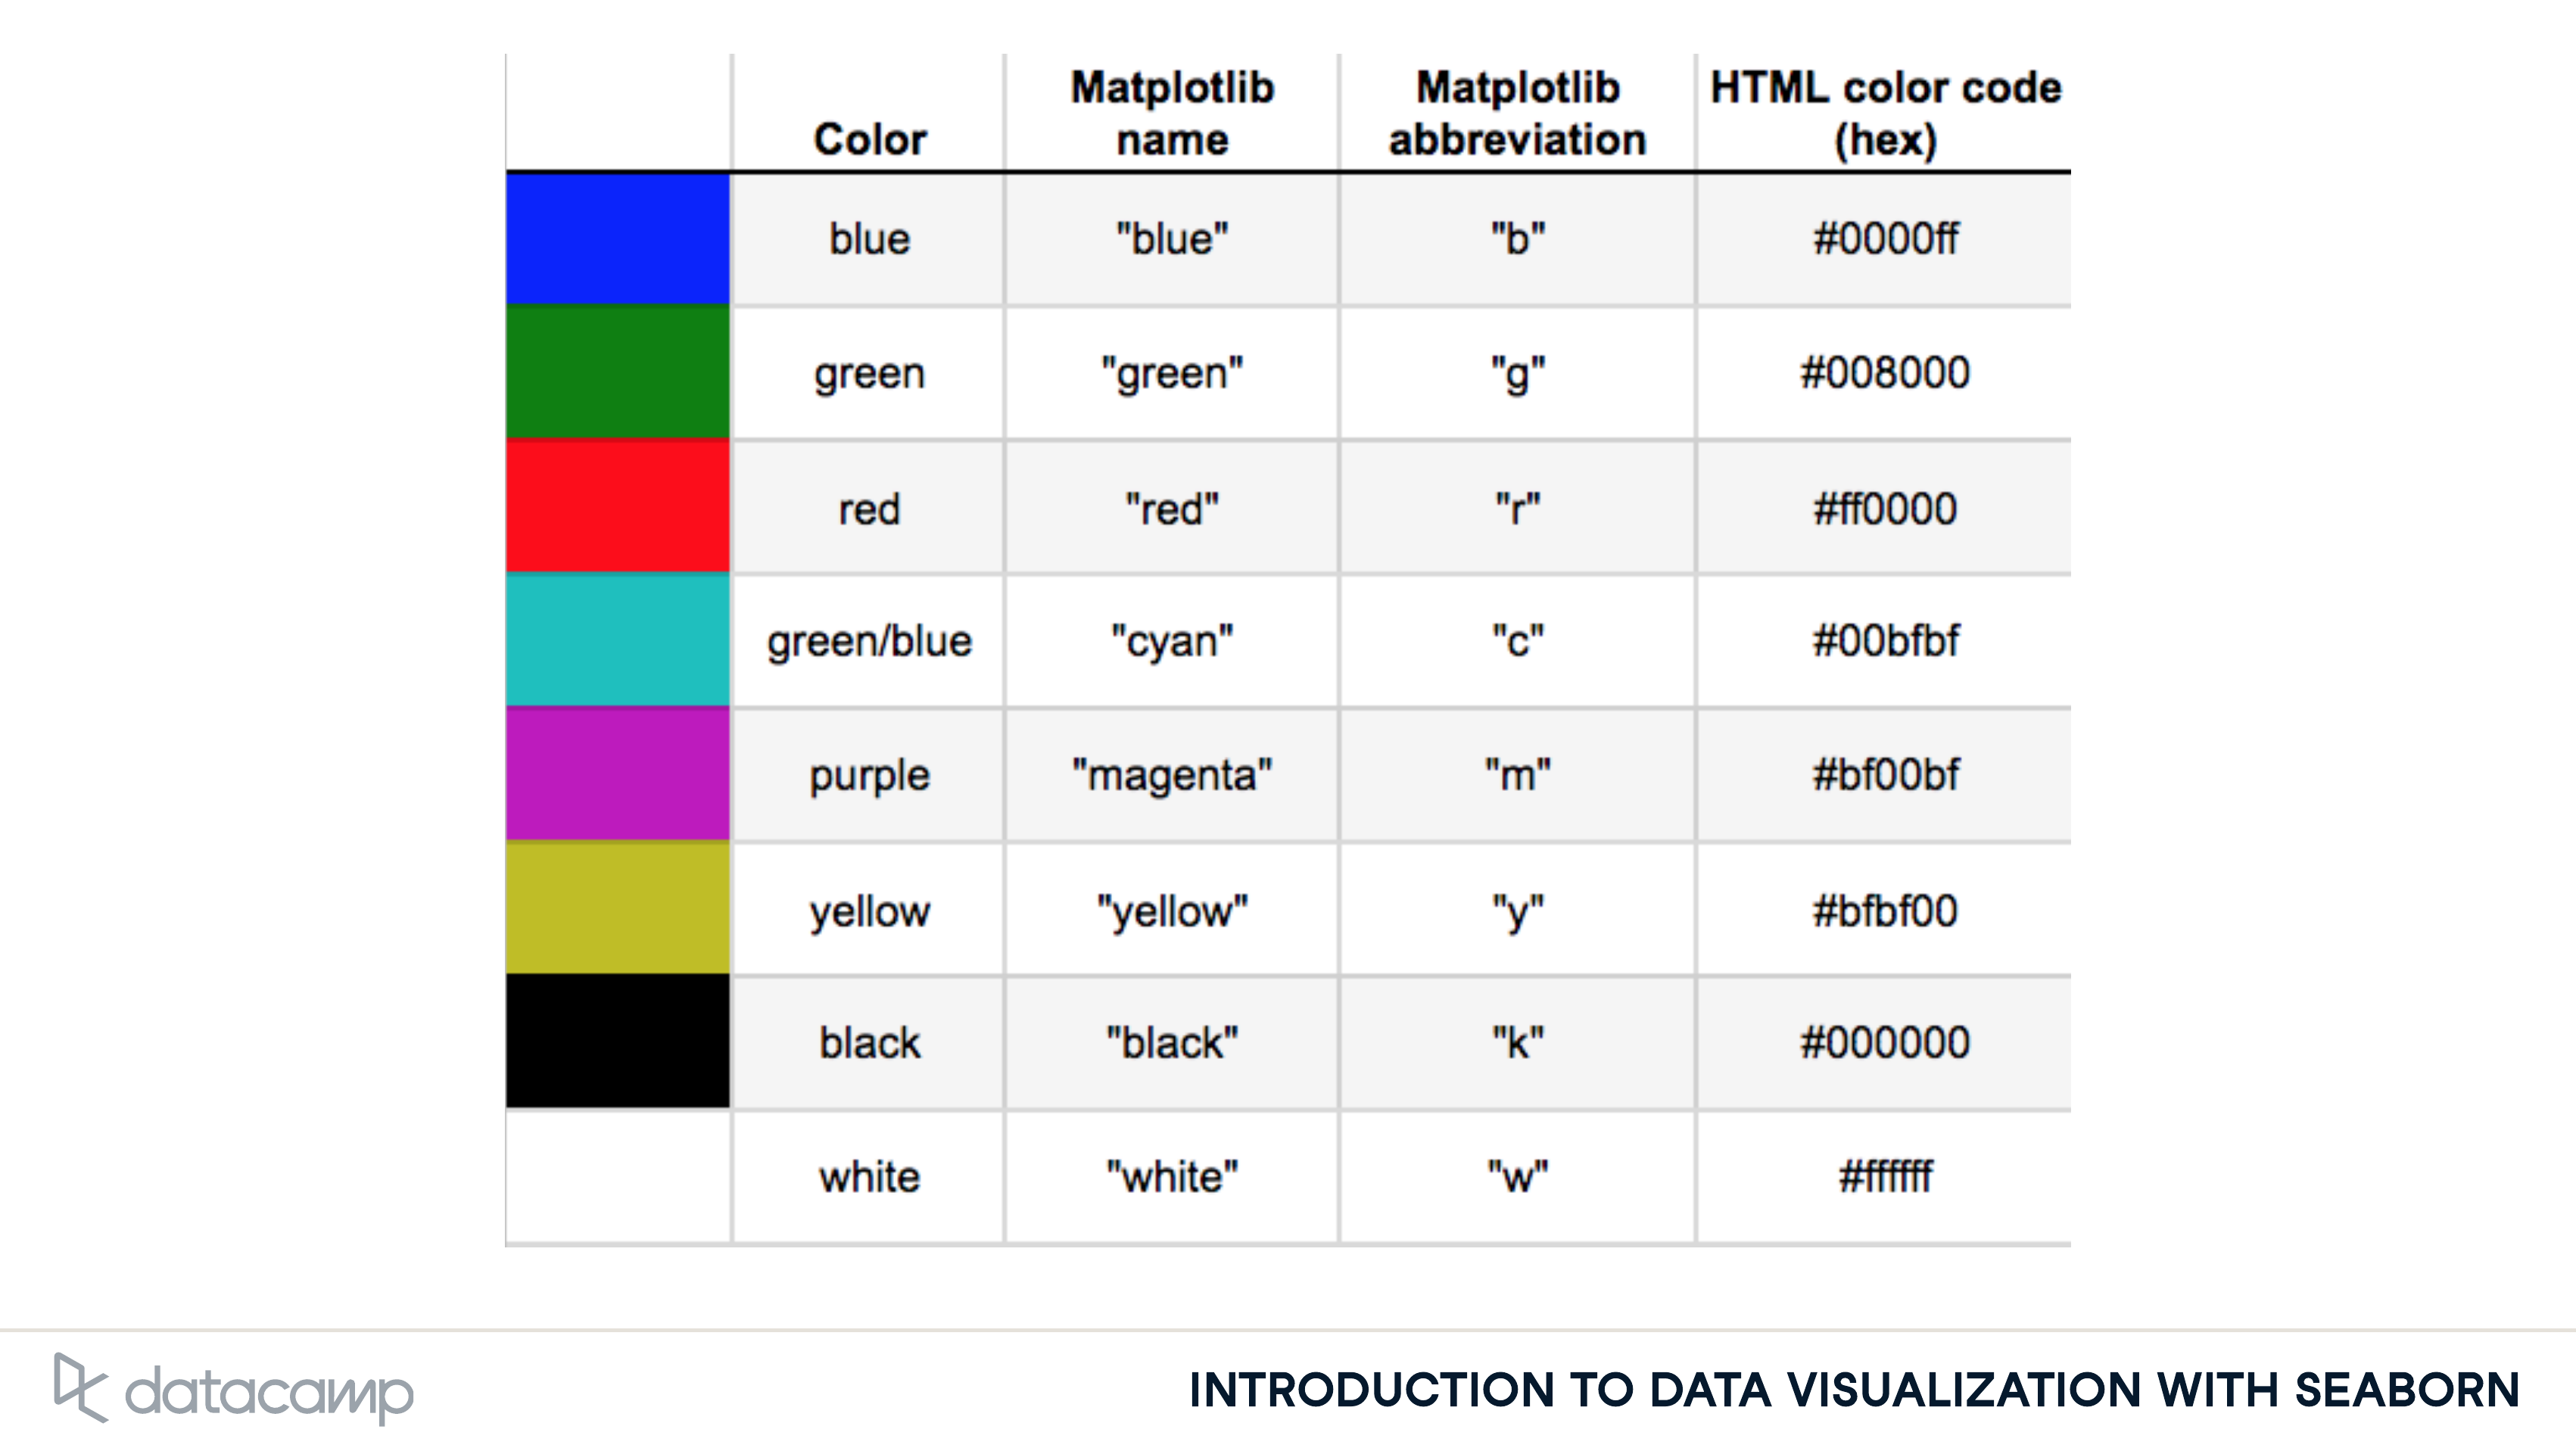 Color Matplotlib name Matplotlib abbreviation HTML color code (hex)
blue "blue" "b" #0000ff
green "green" "g" #008000
red "red" "r" #ff0000
green/blue "cyan" "c" #00bfbf
purple "magenta" "m" #bf00bf
yellow "yellow" "y" #bfbf00
black "black" "k" #000000
white "white" "w" #ffffff
datacamp
INTRODUCTION TO DATA VISUALIZATION WITH SEABORN